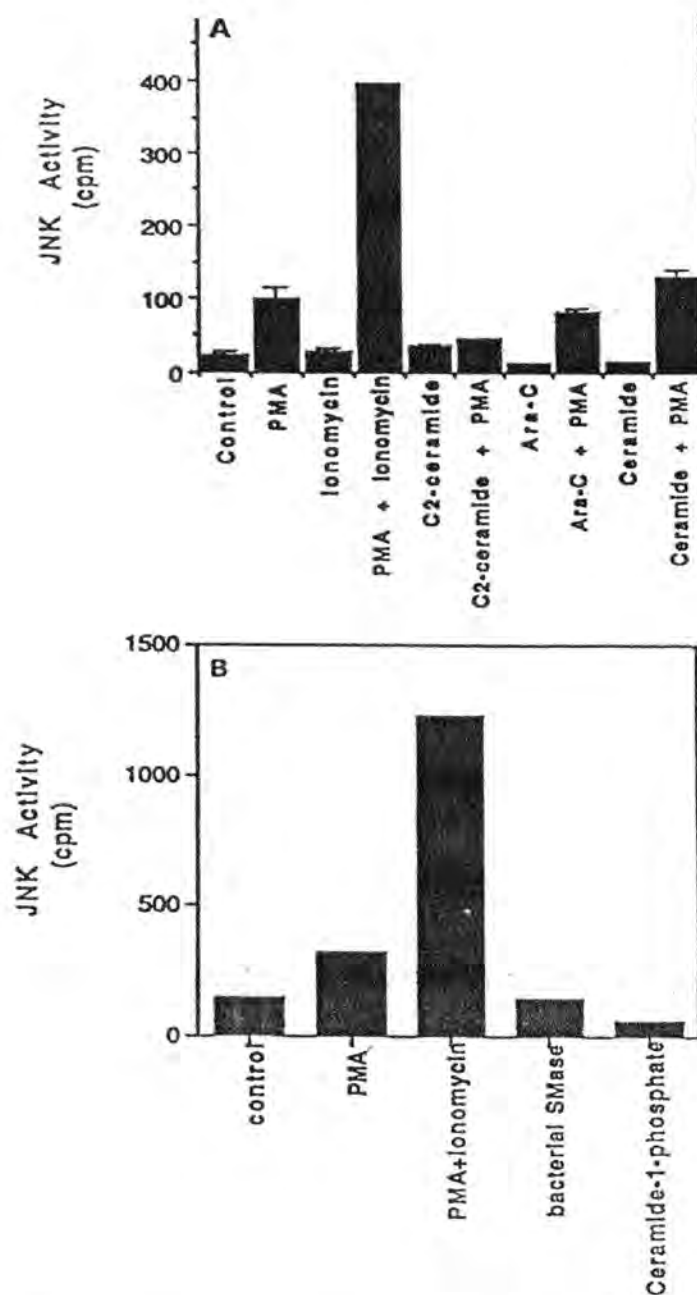 A
JNK Activity
(cpm)
400
300
200
100
0
Control
PMA
Ionomycin
PMA + Ionomycin
C2-ceramide
C2-ceramide + PMA
Ara-C
Ara-C + PMA
Ceramide
Ceramide + PMA
B
JNK Activity
(cpm)
1500
1000
500
0
control
PMA
PMA+Ionomycin
bacterial SMase
Ceramide-1-phosphate